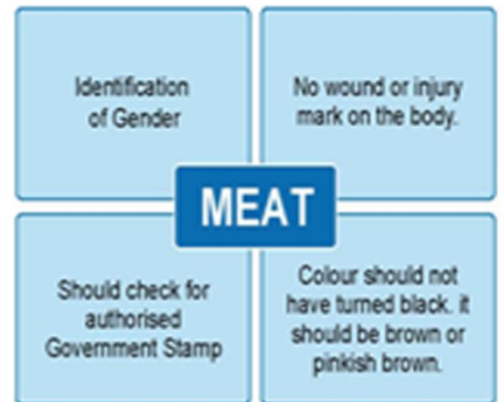 Identification
of Gender
No wound or injury
mark on the body.
MEAT
Should check for
authorised
Government Stamp
Colour should not
have turned black. it
should be brown or
pinkish brown.